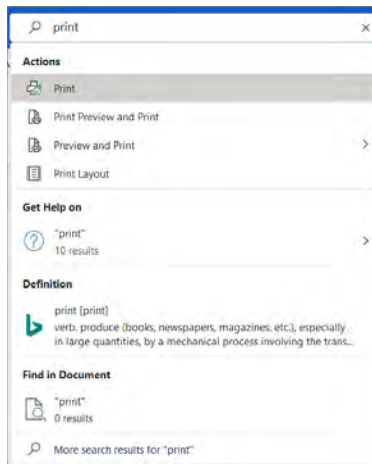 print
Actions
Print
Print Preview and Print
Preview and Print
Print Layout
Get Help on
"print"
10 results
Definition
print [print]
verb. produce (books, newspapers, magazines, etc.), especially
in large quantities, by a mechanical process involving the trans...
Find in Document
"print"
0 results
More search results for "print"